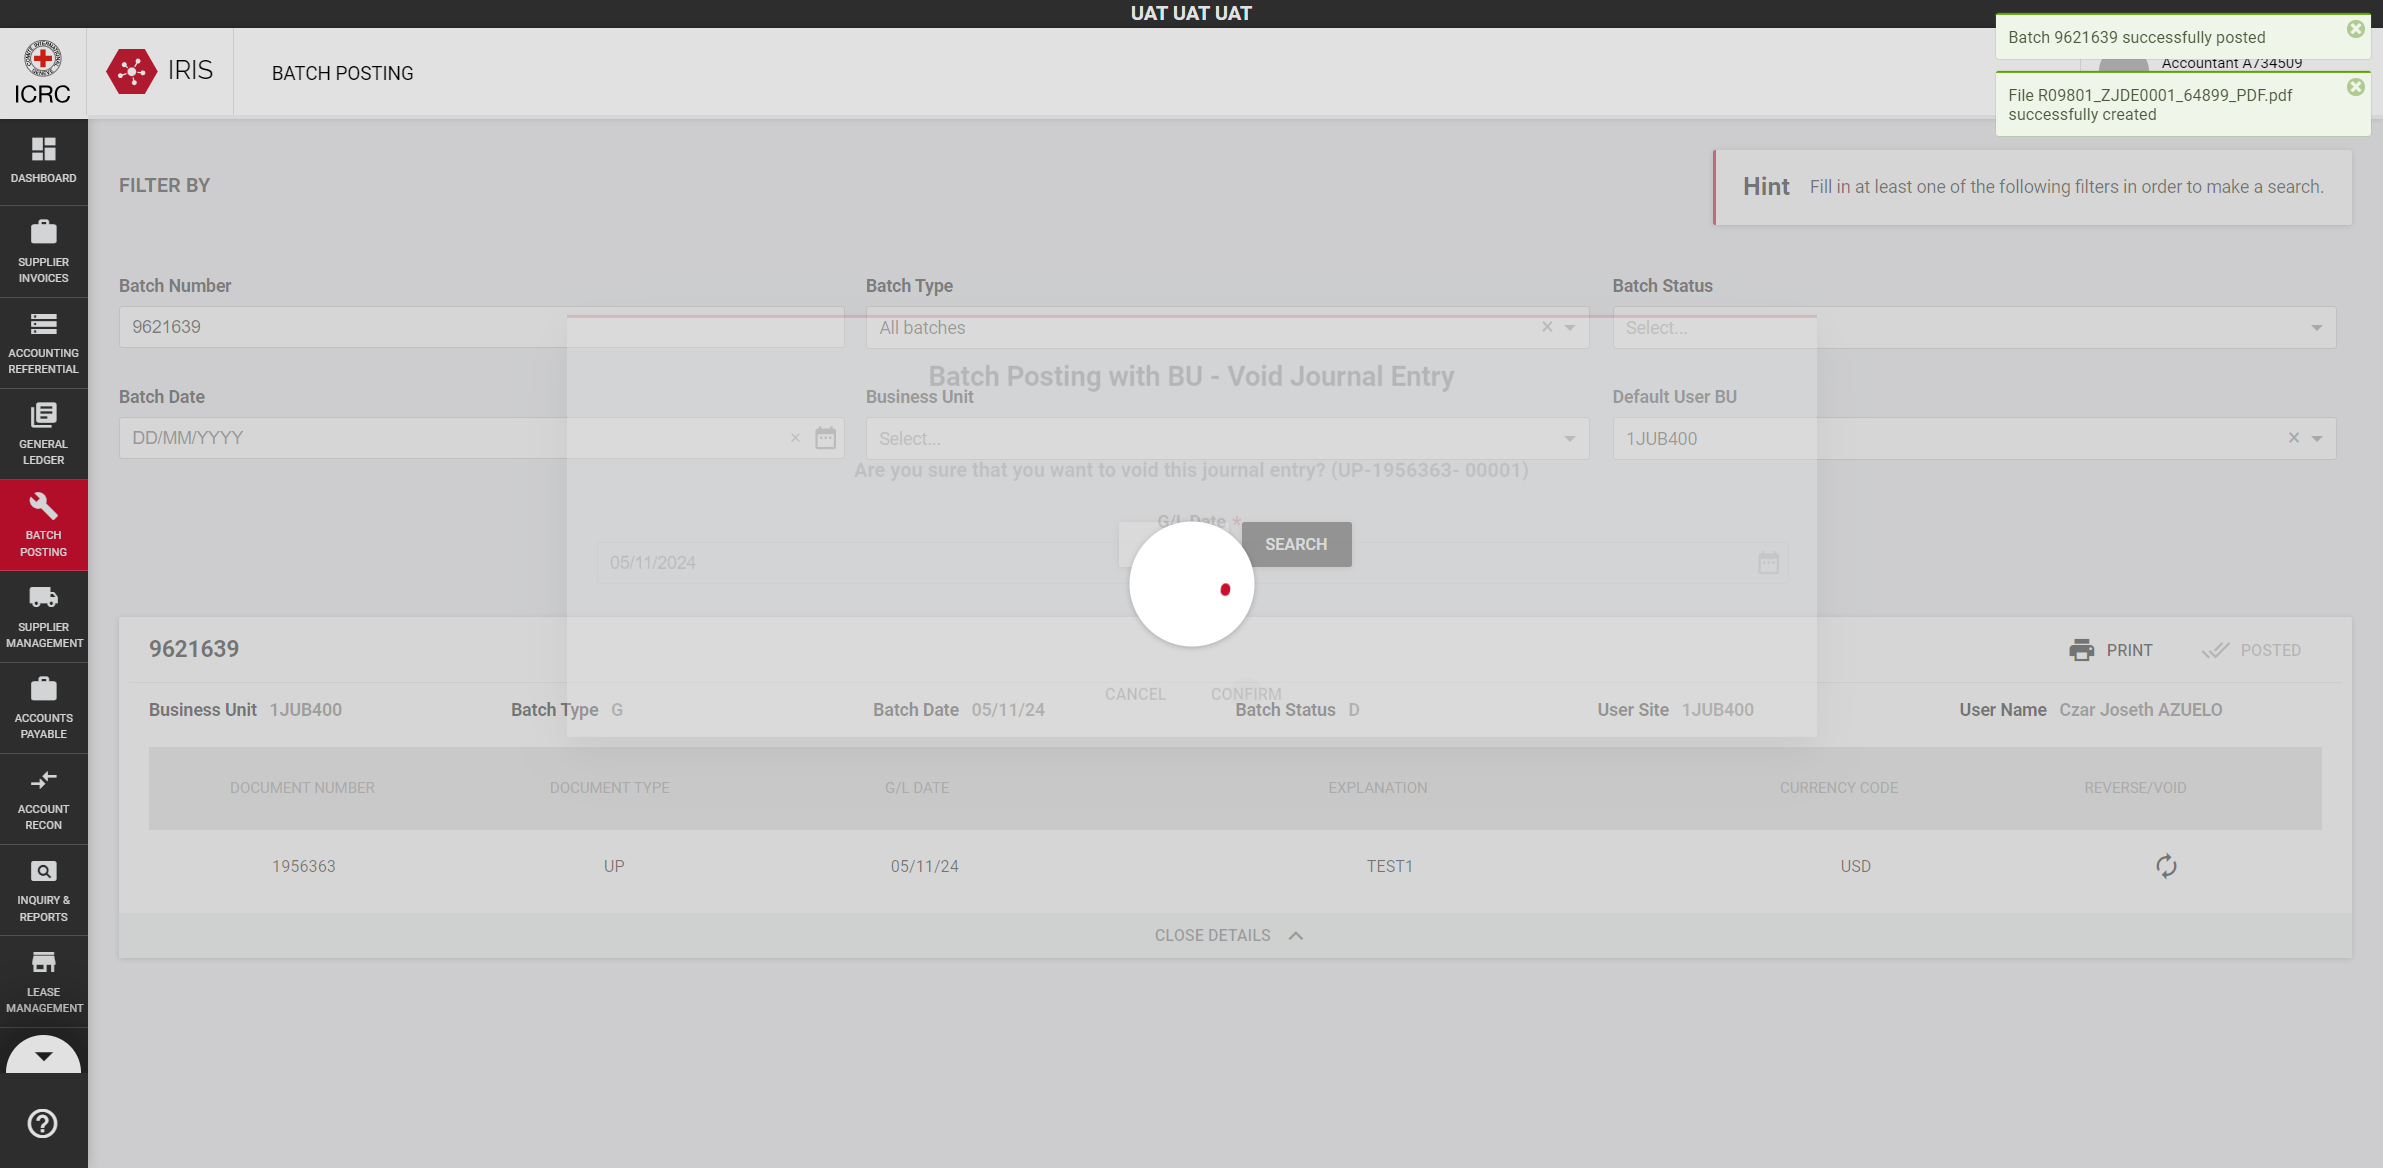 UAT UAT UAT
ICRC
IRIS
BATCH POSTING
Batch 9621639 successfully posted
Accountant A734509
File R09801_ZJDE0001_64899_PDF.pdf
successfully created
DASHBOARD
SUPPLIER
INVOICES
ACCOUNTING
REFERENTIAL
GENERAL
LEDGER
BATCH
POSTING
SUPPLIER
MANAGEMENT
ACCOUNTS
PAYABLE
ACCOUNT
RECON
INQUIRY &
REPORTS
LEASE
MANAGEMENT
FILTER BY
Hint Fill in at least one of the following filters in order to make a search.
Batch Number
9621639
Batch Type
All batches
Batch Status
Select...
Batch Date
DD/MM/YYYY
Business Unit
Select...
Default User BU
1JUB400
Batch Posting with BU - Void Journal Entry
Are you sure that you want to void this journal entry? (UP-1956363- 00001)
G/L Date *
05/11/2024
SEARCH
CANCEL CONFIRM
9621639
PRINT POSTED
Business Unit 1JUB400 Batch Type G Batch Date 05/11/24 Batch Status D User Site 1JUB400 User Name Czar Joseth AZUELO
DOCUMENT NUMBER DOCUMENT TYPE G/L DATE EXPLANATION CURRENCY CODE REVERSE/VOID
1956363 UP 05/11/24 TEST1 USD
CLOSE DETAILS